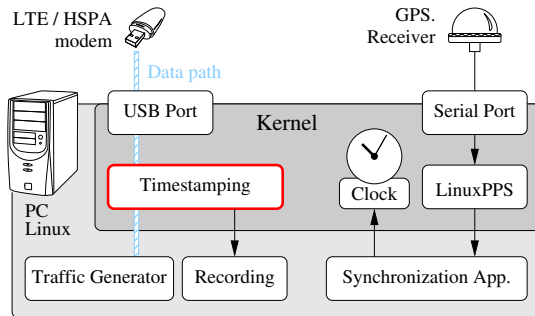 LTE / HSPA
modem
GPS.
Receiver
Data path
USB Port
Kernel
Serial Port
Timestamping
Clock
LinuxPPS
PC
Linux
Traffic Generator
Recording
Synchronization App.